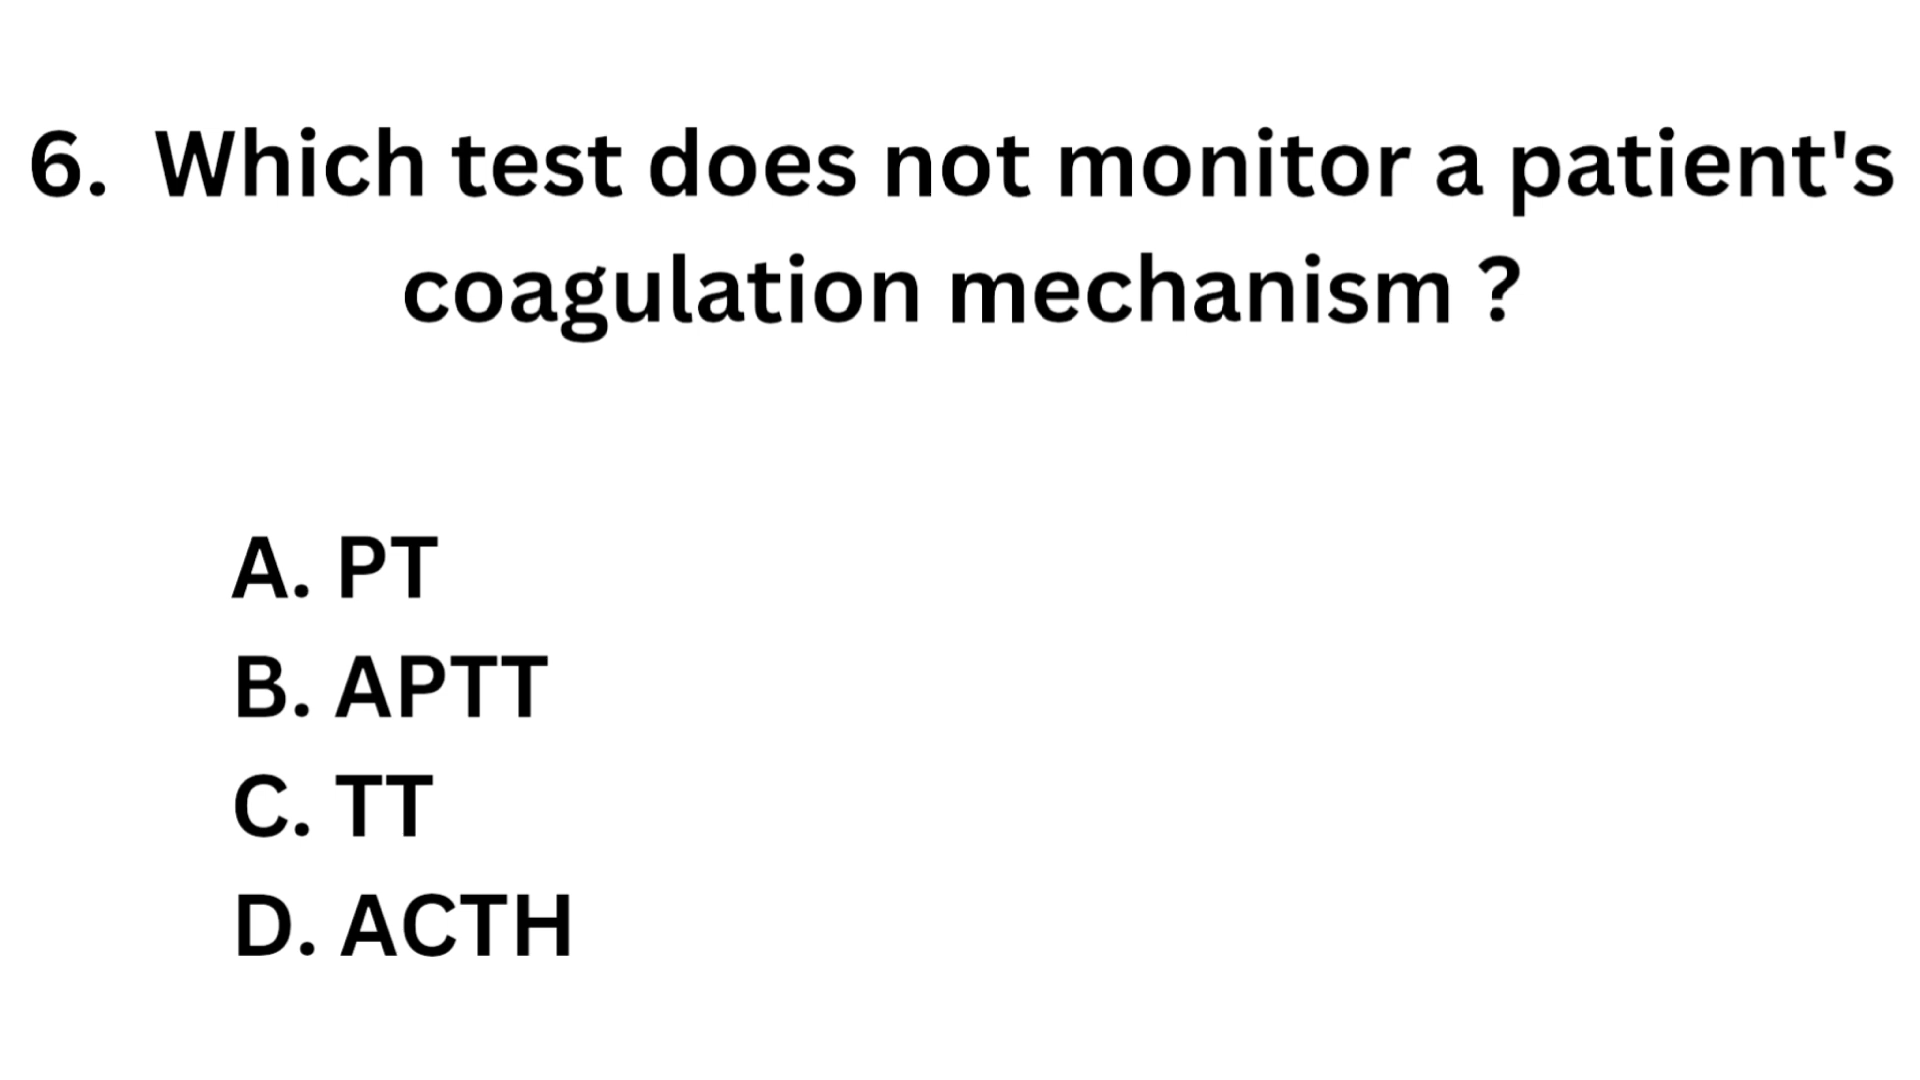 6. Which test does not monitor a patient's
coagulation mechanism ?
A. PT
B. APTT
C. TT
D. ACTH